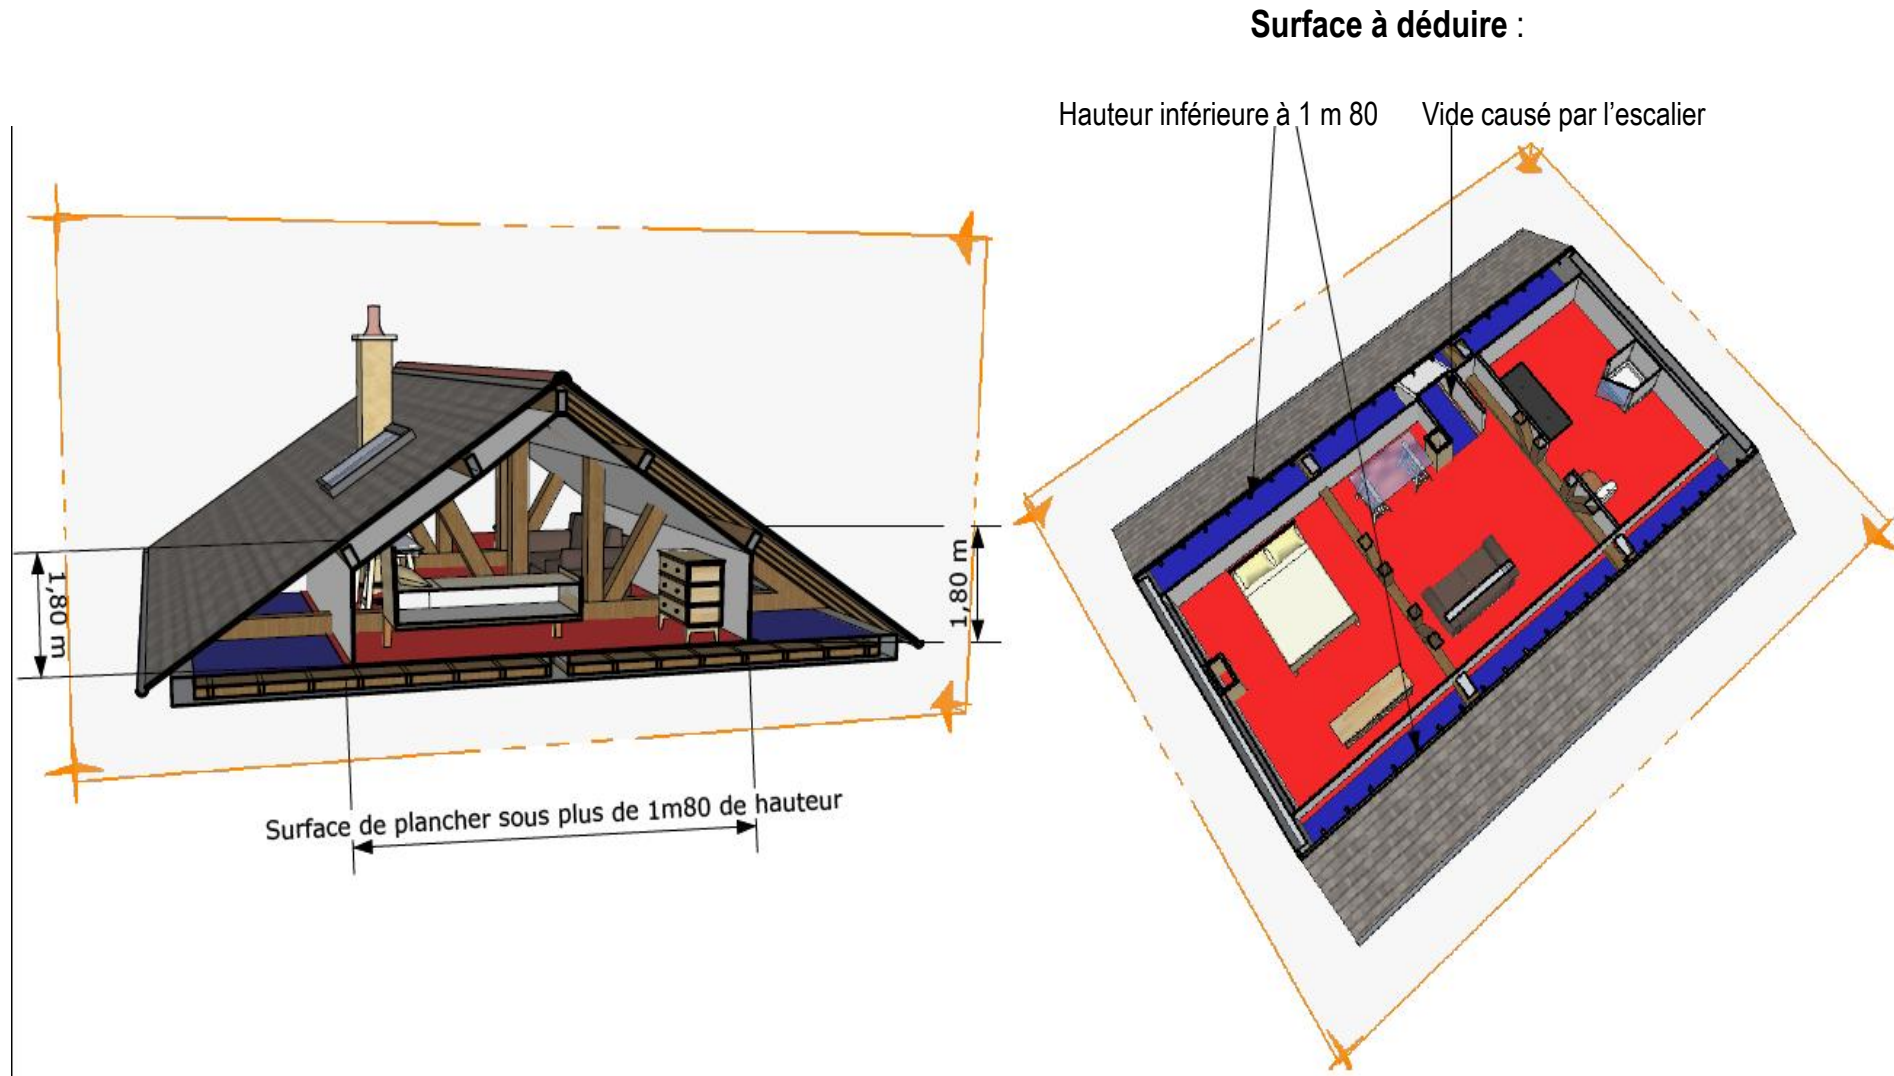 Surface à déduire :
Hauteur inférieure à 1 m 80
Vide causé par l’escalier
1,80 m
1,80 m
Surface de plancher sous plus de 1m80 de hauteur